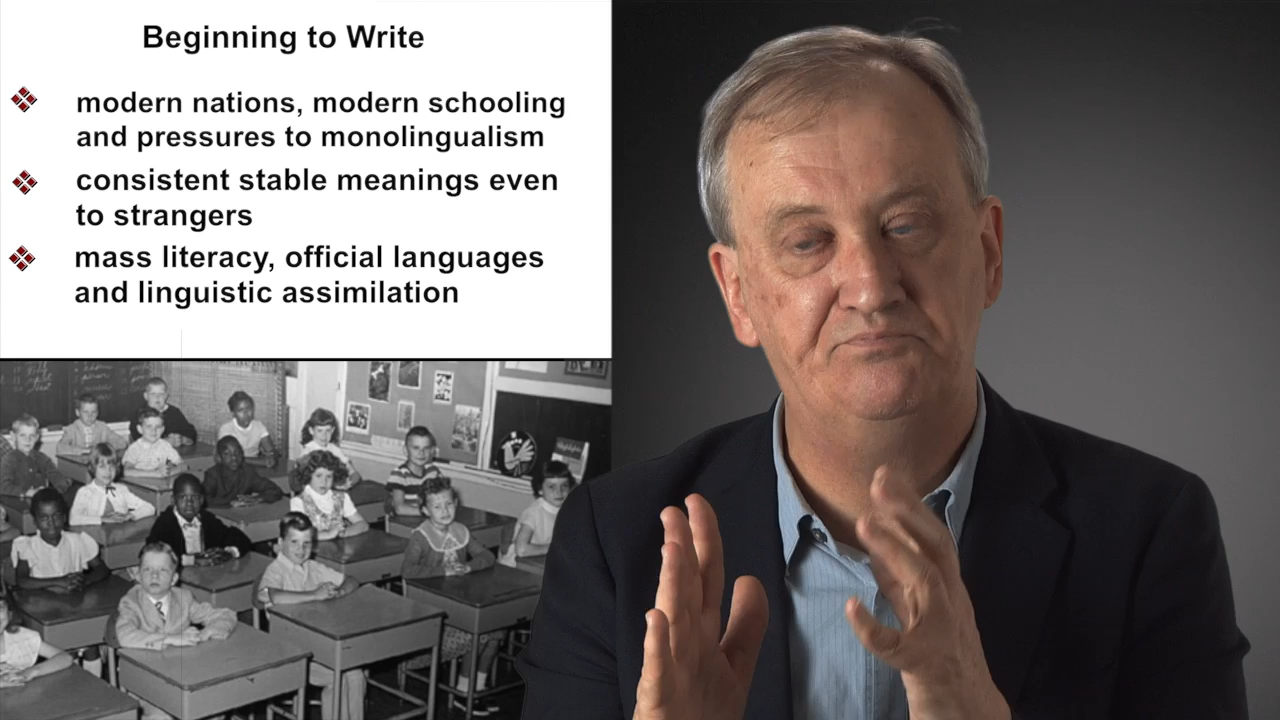 Beginning to Write
modern nations, modern schooling
and pressures to monolingualism
consistent stable meanings even
to strangers
mass literacy, official languages
and linguistic assimilation